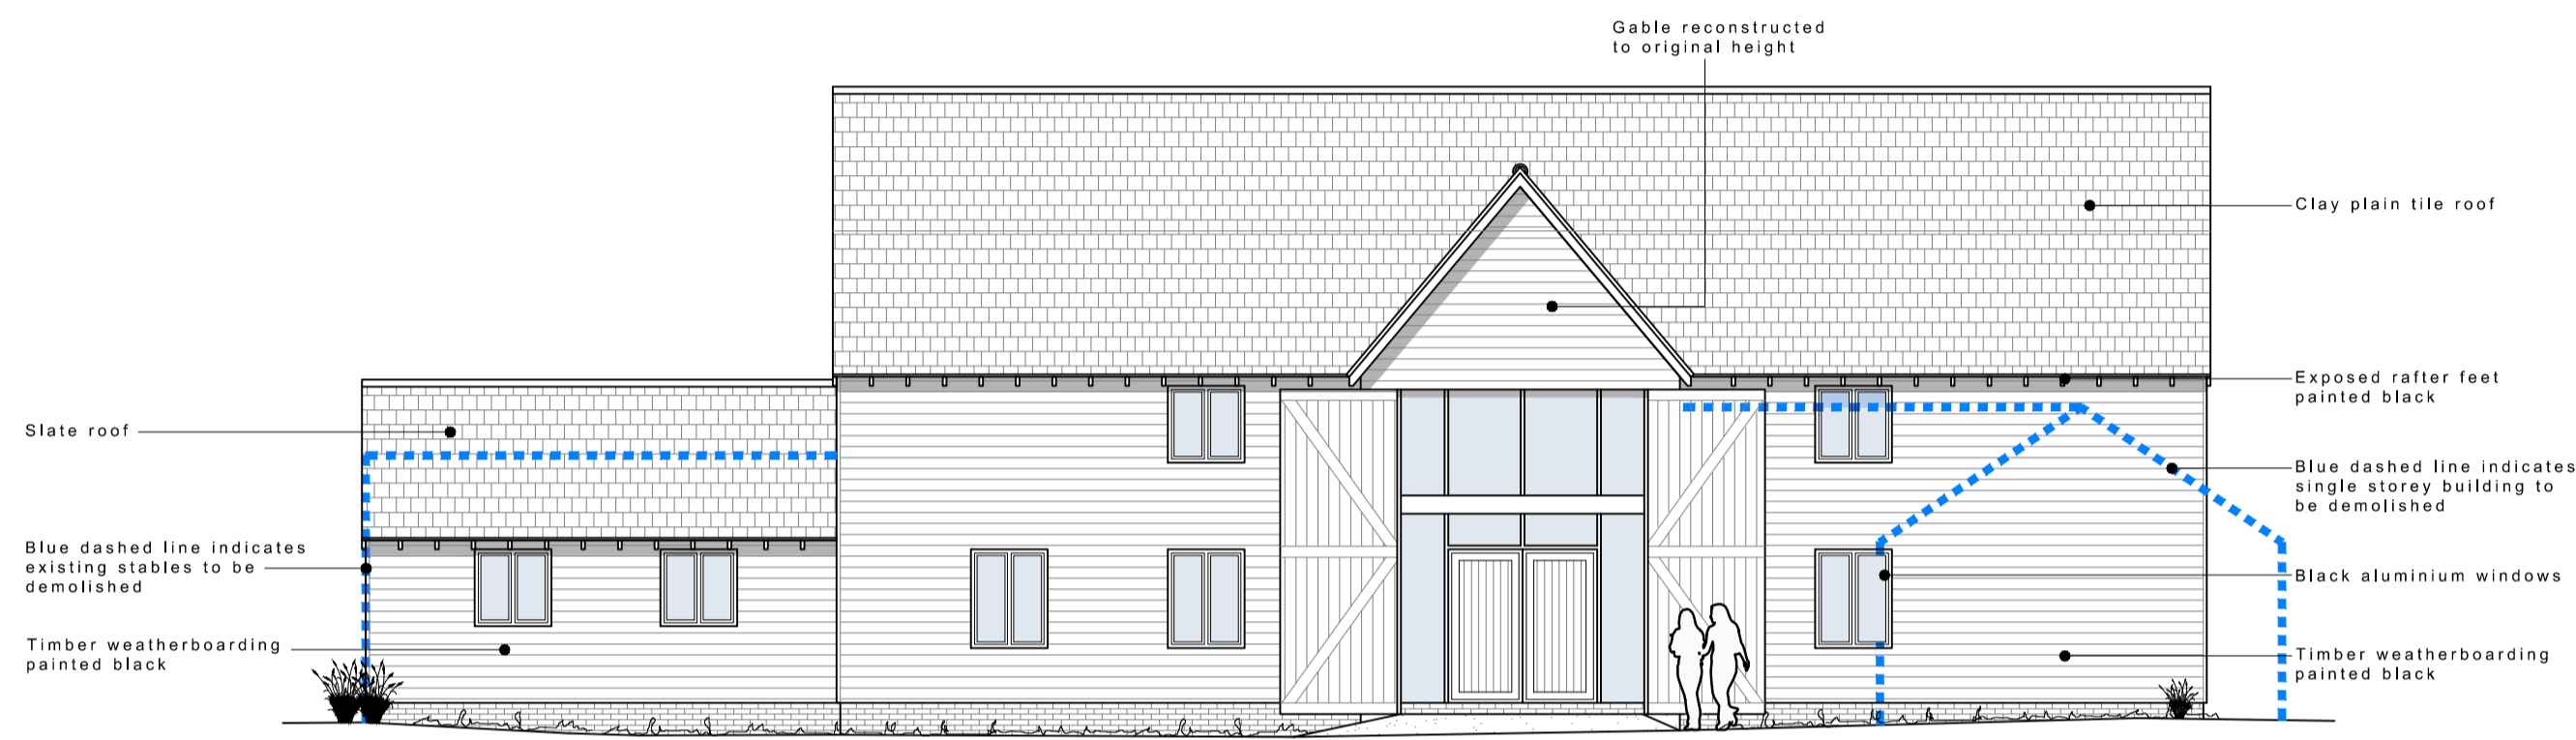 Gable reconstructed
to original height
Clay plain tile roof
Exposed rafter feet
painted black
Slate roof
Blue dashed line indicates
single storey building to
be demolished
Blue dashed line indicates
existing stables to be
demolished
Black aluminium windows
Timber weatherboarding
painted black
Timber weatherboarding
painted black